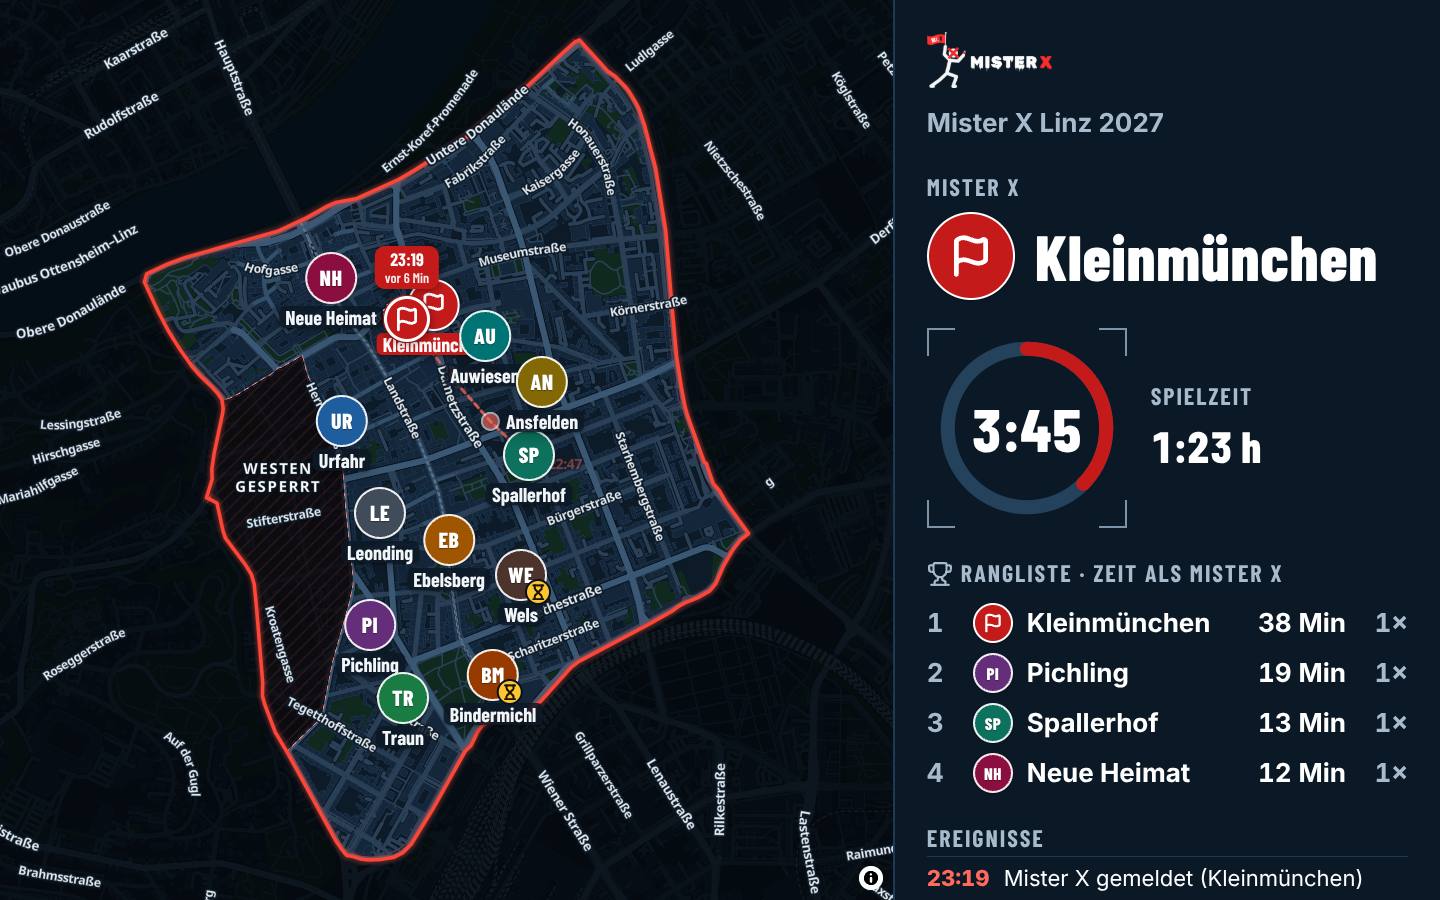 Kaarstraße
Hauptstraße
Rudolfstraße
Ludlgasse
Köglstraße
Ernst-Koref-Promenade
Untere Donaulände
Fabrikstraße
Honauerstraße
Kaisergasse
Nietzschestraße
Obere Donaustraße
aubus Ottensheim–Linz
Obere Donaulände
Hofgasse
Museumstraße
Körnerstraße
23:19
vor 6 Min
NH
Neue Heimat
Kleinmünch
AU
Auwiesen
AN
Ansfelden
Landstraße
UR
Urfahr
SP
22:47
Spallerhof
Starhembergstraße
Bürgerstraße
Lessingstraße
Hirschgasse
Mariahilfgasse
WESTEN
GESPERRT
Stifterstraße
LE
Leonding
EB
Ebelsberg
WE
Wels
Scharitzerstraße
Kroatengasse
PI
Pichling
BM
Bindermichl
TR
Traun
Tegetthoffstraße
Roseggerstraße
Auf der Gugl
Brahmsstraße
Wiener Straße
Grillparzerstraße
Lenaustraße
Rilkestraße
Lastenstraße
MISTER X
Mister X Linz 2027
MISTER X
Kleinmünchen
3:45
SPIELZEIT
1:23 h
RANGLISTE · ZEIT ALS MISTER X
1 Kleinmünchen 38 Min 1×
2 PI Pichling 19 Min 1×
3 SP Spallerhof 13 Min 1×
4 NH Neue Heimat 12 Min 1×
EREIGNISSE
23:19 Mister X gemeldet (Kleinmünchen)